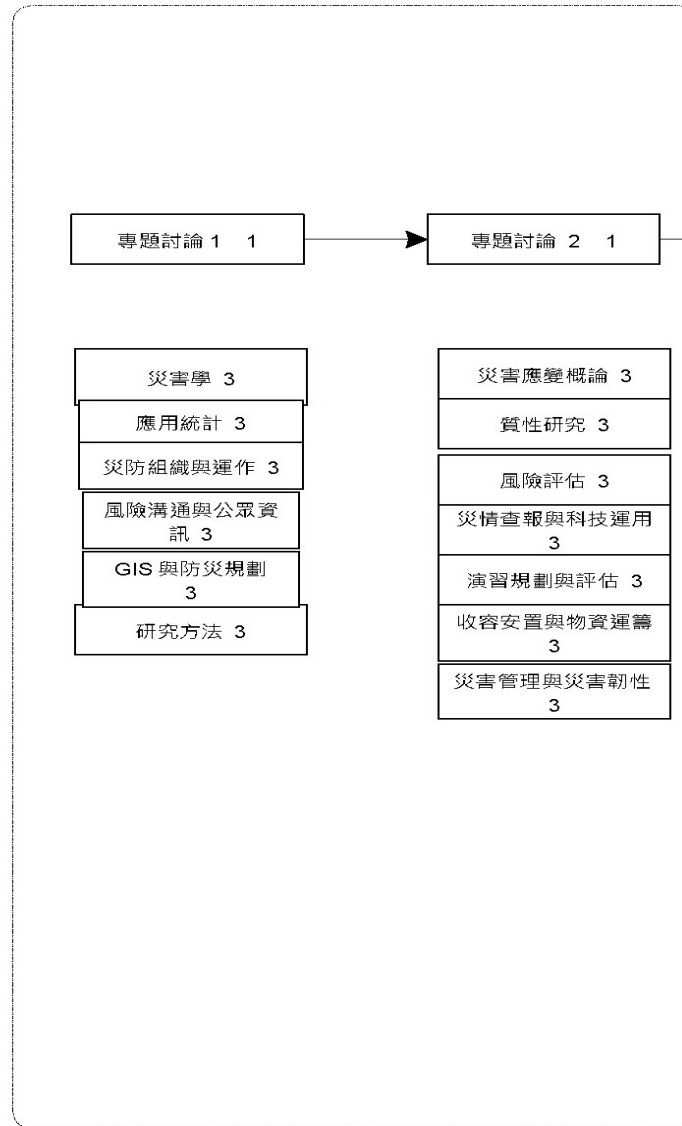 專題討論 1 1
專題討論 2 1
災害學 3
應用統計 3
災防組織與運作 3
風險溝通與公眾資
訊 3
GIS 與防災規劃
3
研究方法 3
災害應變概論 3
質性研究 3
風險評估 3
災情查報與科技運用
3
演習規劃與評估 3
收容安置與物資運籌
3
災害管理與災害韌性
3